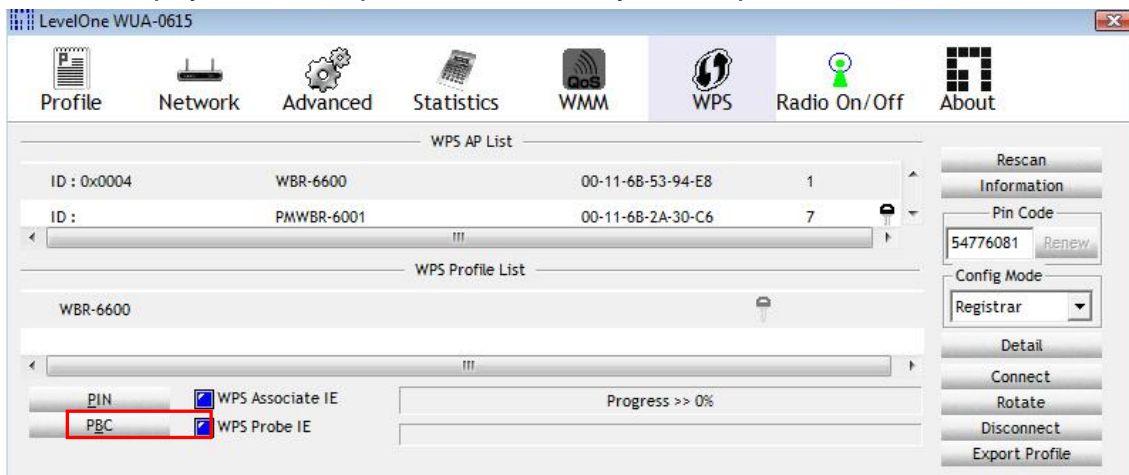 LevelOne WUA-0615
Profile Network Advanced Statistics QoS WMM WPS Radio On/Off About
WPS AP List
ID : 0x0004 WBR-6600 00-11-6B-53-94-E8 1
ID : PMWBR-6001 00-11-6B-2A-30-C6 7
WPS Profile List
WBR-6600
PIN WPS Associate IE Progress >> 0%
PBC WPS Probe IE
Rescan
Information
Pin Code
54776081 Renew
Config Mode
Registrar
Detail
Connect
Rotate
Disconnect
Export Profile